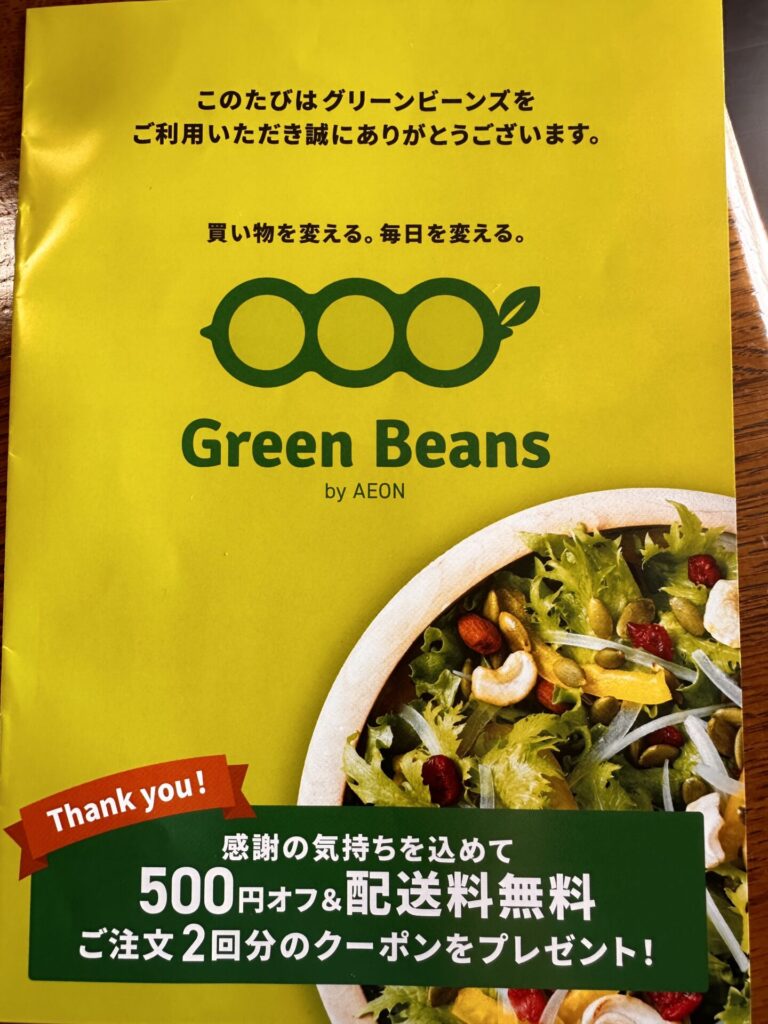 このたびはグリーンビーンズを
ご利用いただき誠にありがとうございます。
買い物を変える。毎日を変える。
Green Beans
by AEON
Thank you!
感謝の気持ちを込めて
500円オフ&配送料無料
ご注文2回分のクーポンをプレゼント!